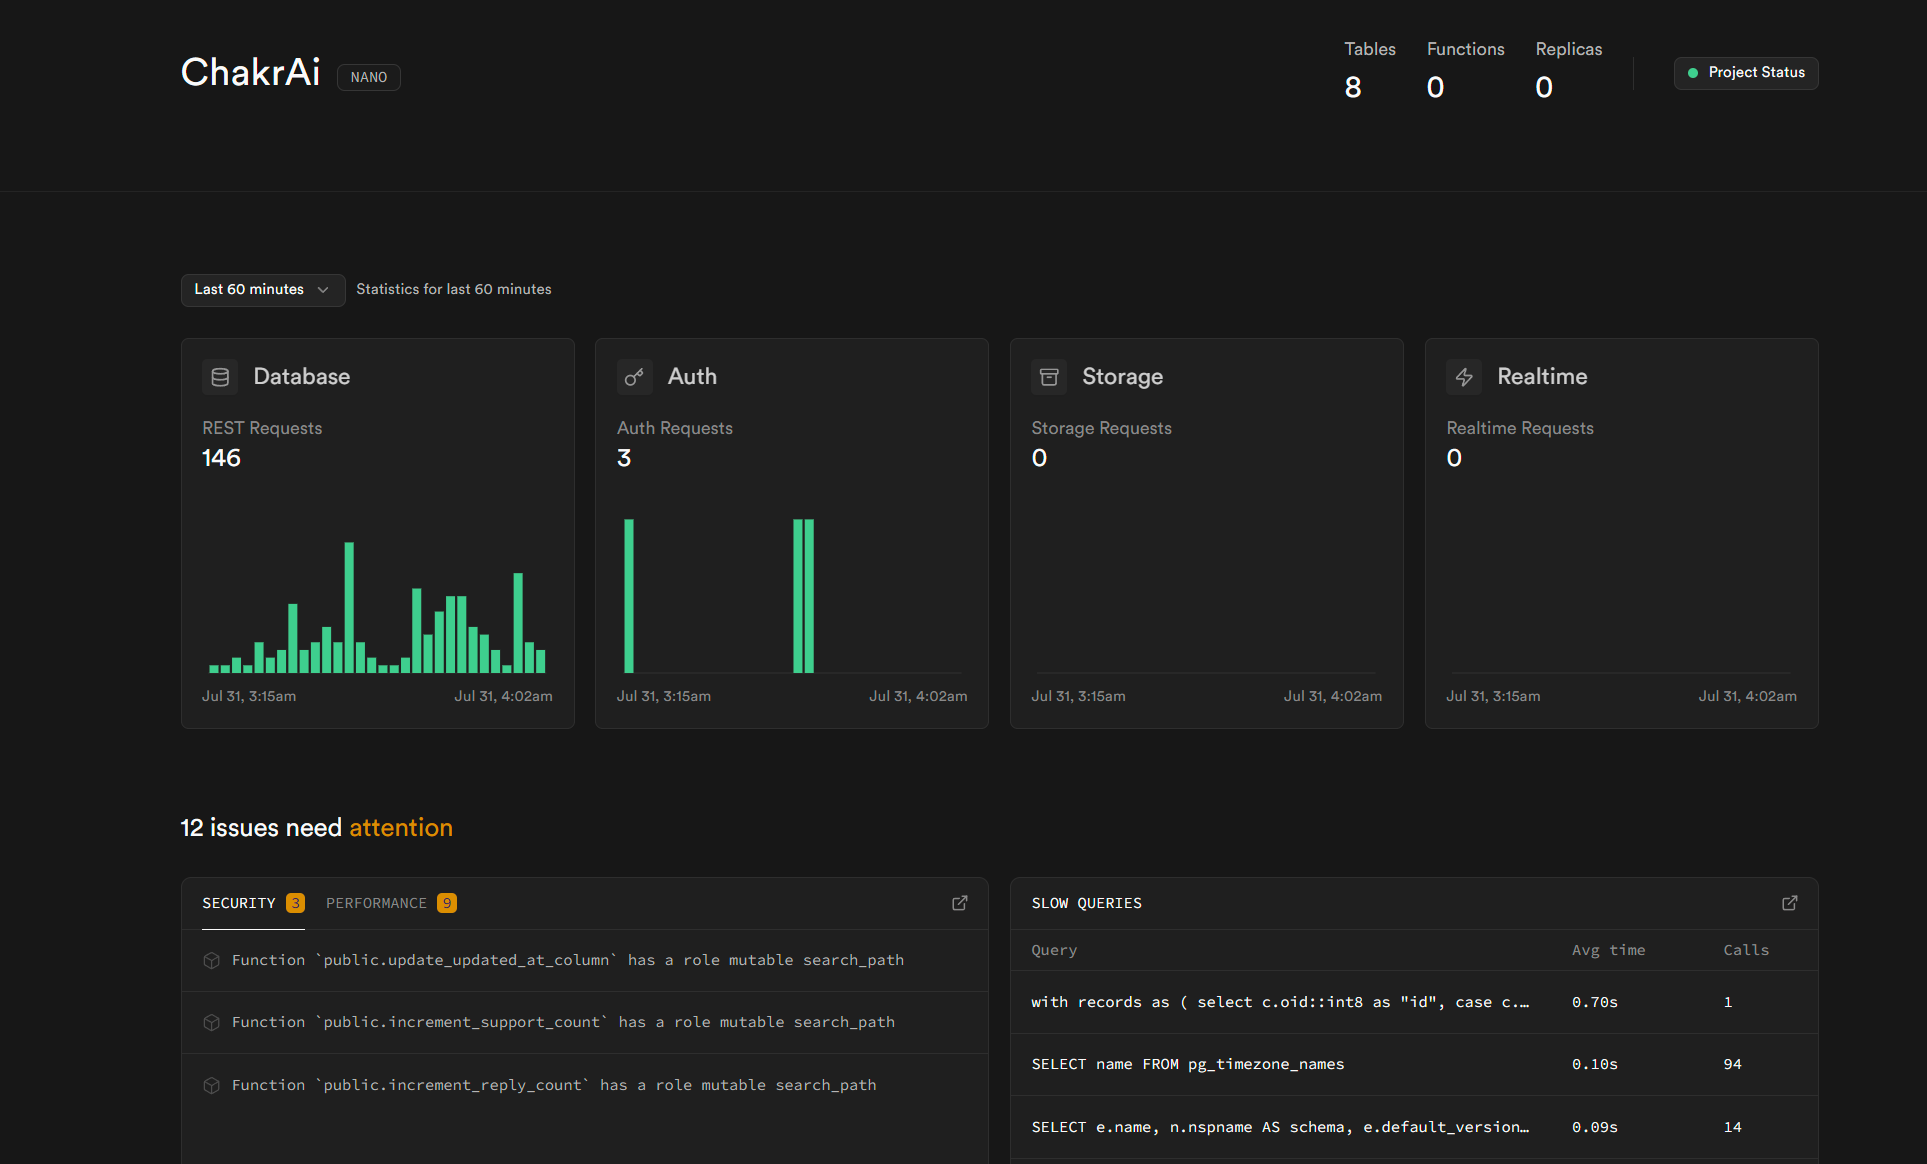 ChakrAi NANO
Tables Functions Replicas
8 0 0
Project Status
Last 60 minutes Statistics for last 60 minutes
Database
REST Requests
146
Jul 31, 3:15am Jul 31, 4:02am
Auth
Auth Requests
3
Jul 31, 3:15am Jul 31, 4:02am
Storage
Storage Requests
0
Jul 31, 3:15am Jul 31, 4:02am
Realtime
Realtime Requests
0
Jul 31, 3:15am Jul 31, 4:02am
12 issues need attention
SECURITY 3 PERFORMANCE 9
Function `public.update_updated_at_column` has a role mutable search_path
Function `public.increment_support_count` has a role mutable search_path
Function `public.increment_reply_count` has a role mutable search_path
SLOW QUERIES
Query Avg time Calls
with records as ( select c.oid::int8 as "id", case c.… 0.70s 1
SELECT name FROM pg_timezone_names 0.10s 94
SELECT e.name, n.nspname AS schema, e.default_version… 0.09s 14